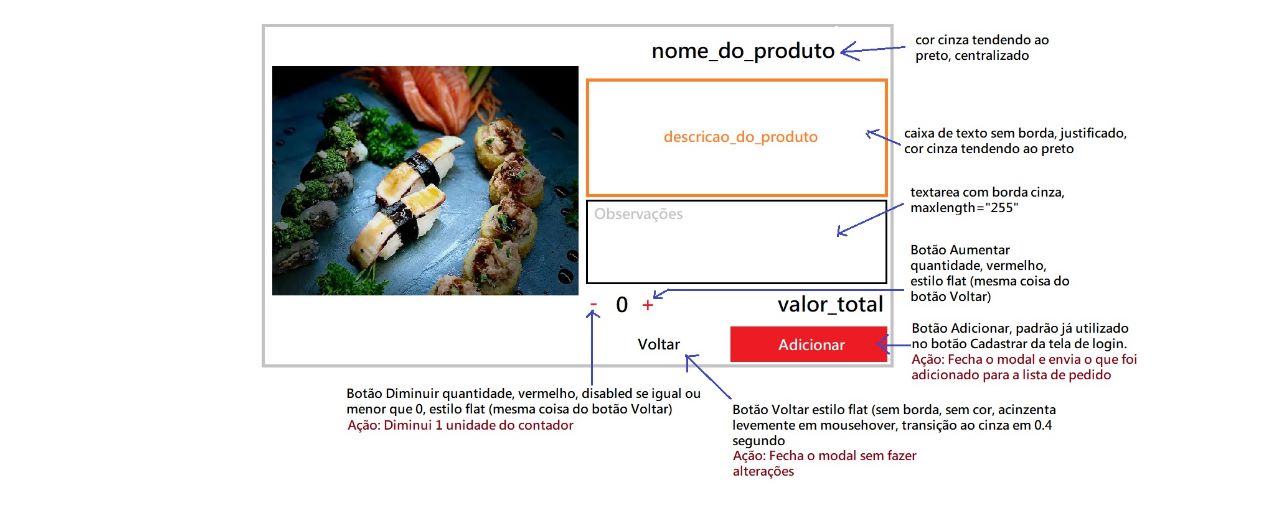 nome_do_produto
cor cinza tendendo ao
preto, centralizado
descricao_do_produto
caixa de texto sem borda, justificado,
cor cinza tendendo ao preto
Observações
textarea com borda cinza,
maxlength="255"
Botão Aumentar
quantidade, vermelho,
estilo flat (mesma coisa do
botão Voltar)
- 0 +
valor_total
Voltar
Adicionar
Botão Adicionar, padrão já utilizado
no botão Cadastrar da tela de login.
Ação: Fecha o modal e envia o que foi
adicionado para a lista de pedido
Botão Diminuir quantidade, vermelho, disabled se igual ou
menor que 0, estilo flat (mesma coisa do botão Voltar)
Ação: Diminui 1 unidade do contador
Botão Voltar estilo flat (sem borda, sem cor, acinzenta
levemente em mousehover, transição ao cinza em 0.4
segundo
Ação: Fecha o modal sem fazer
alterações